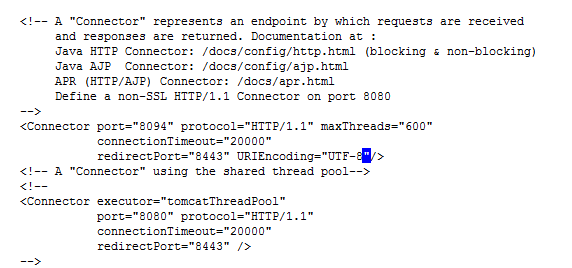 <!-- A "Connector" represents an endpoint by which requests are received
and responses are returned. Documentation at :
Java HTTP Connector: /docs/config/http.html (blocking & non-blocking)
Java AJP  Connector: /docs/config/ajp.html
APR (HTTP/AJP) Connector: /docs/apr.html
Define a non-SSL HTTP/1.1 Connector on port 8080
-->
<Connector port="8094" protocol="HTTP/1.1" maxThreads="600"
connectionTimeout="20000"
redirectPort="8443" URIEncoding="UTF-8"/>
<!-- A "Connector" using the shared thread pool-->
<!--
<Connector executor="tomcatThreadPool"
port="8080" protocol="HTTP/1.1"
connectionTimeout="20000"
redirectPort="8443" />
-->